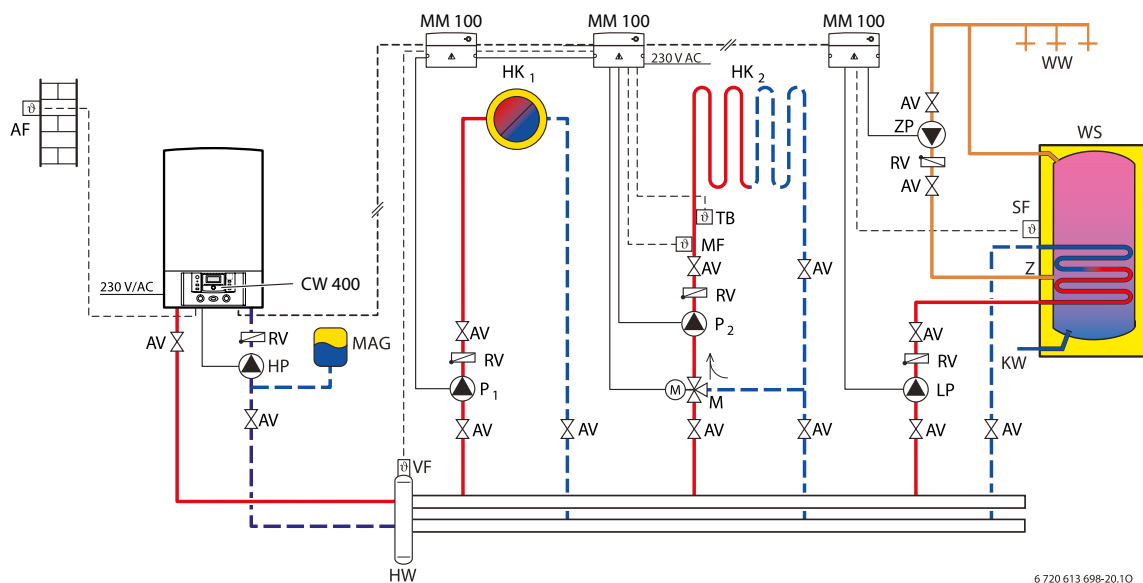 MM 100
MM 100
MM 100
230 V AC
HK 1
HK 2
WW
AF
ϑ
AV
ZP
RV
AV
WS
SF
ϑ
ϑ
TB
ϑ
MF
AV
AV
Z
230 V/AC
CW 400
RV
P 2
AV
RV
MAG
HP
AV
RV
P 1
AV
RV
LP
KW
M
M
AV
AV
AV
AV
AV
AV
AV
ϑ
VF
HW
6 720 613 698-20.1O